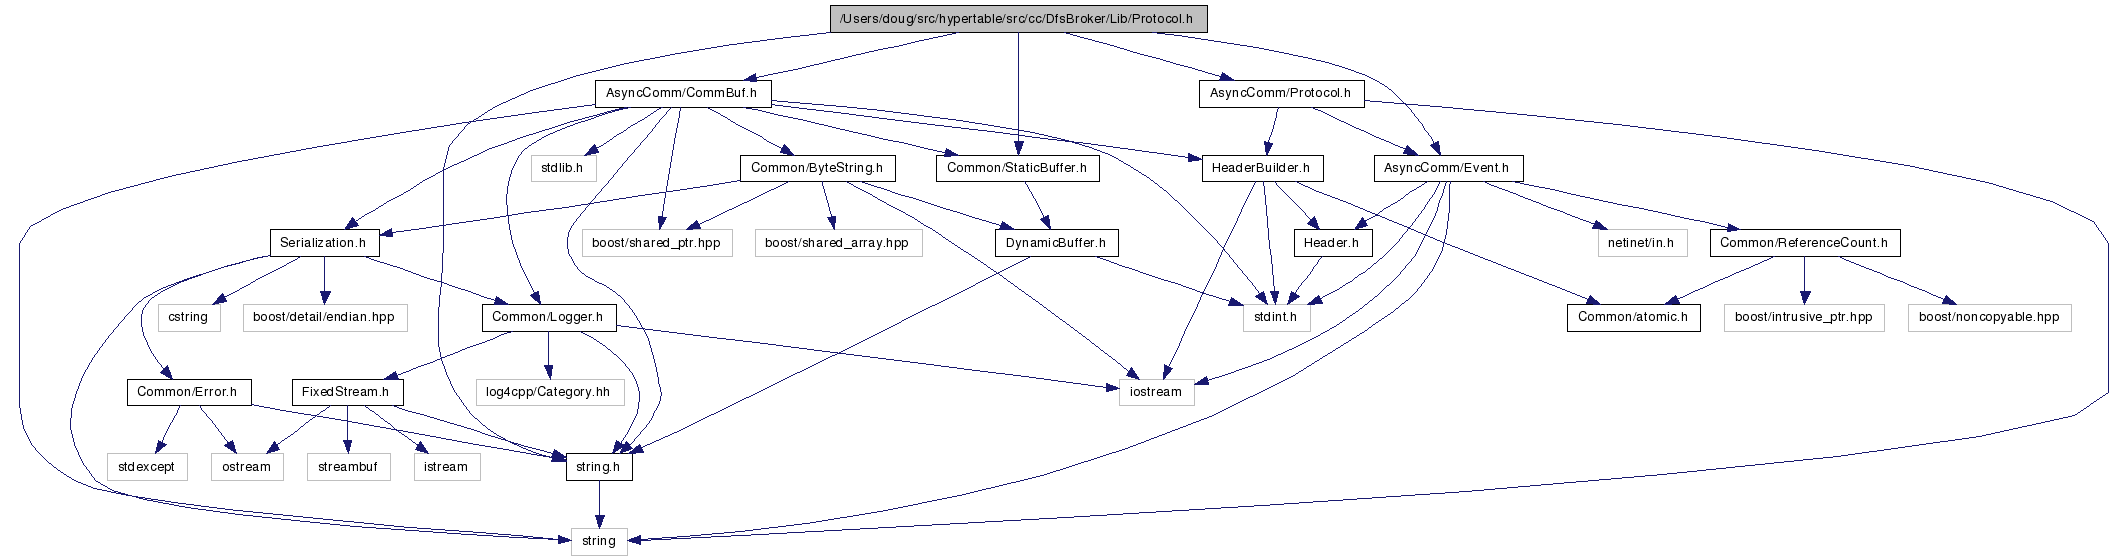 /Users/doug/src/hypertable/src/cc/DfsBroker/Lib/Protocol.h
AsyncComm/CommBuf.h
AsyncComm/Protocol.h
stdlib.h
Common/ByteString.h
Common/StaticBuffer.h
HeaderBuilder.h
AsyncComm/Event.h
Serialization.h
boost/shared_ptr.hpp
boost/shared_array.hpp
DynamicBuffer.h
Header.h
netinet/in.h
Common/ReferenceCount.h
cstring
boost/detail/endian.hpp
Common/Logger.h
stdint.h
Common/atomic.h
boost/intrusive_ptr.hpp
boost/noncopyable.hpp
Common/Error.h
FixedStream.h
log4cpp/Category.hh
iostream
stdexcept
ostream
streambuf
istream
string.h
string